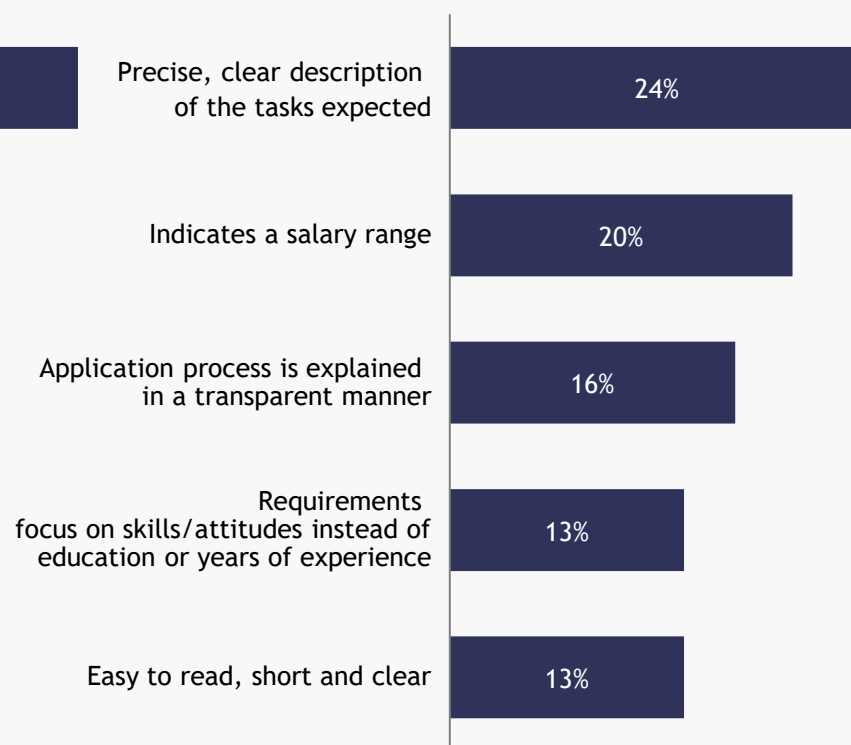 Precise, clear description
of the tasks expected
24%
Indicates a salary range
20%
Application process is explained
in a transparent manner
16%
Requirements
focus on skills/attitudes instead of
education or years of experience
13%
Easy to read, short and clear
13%